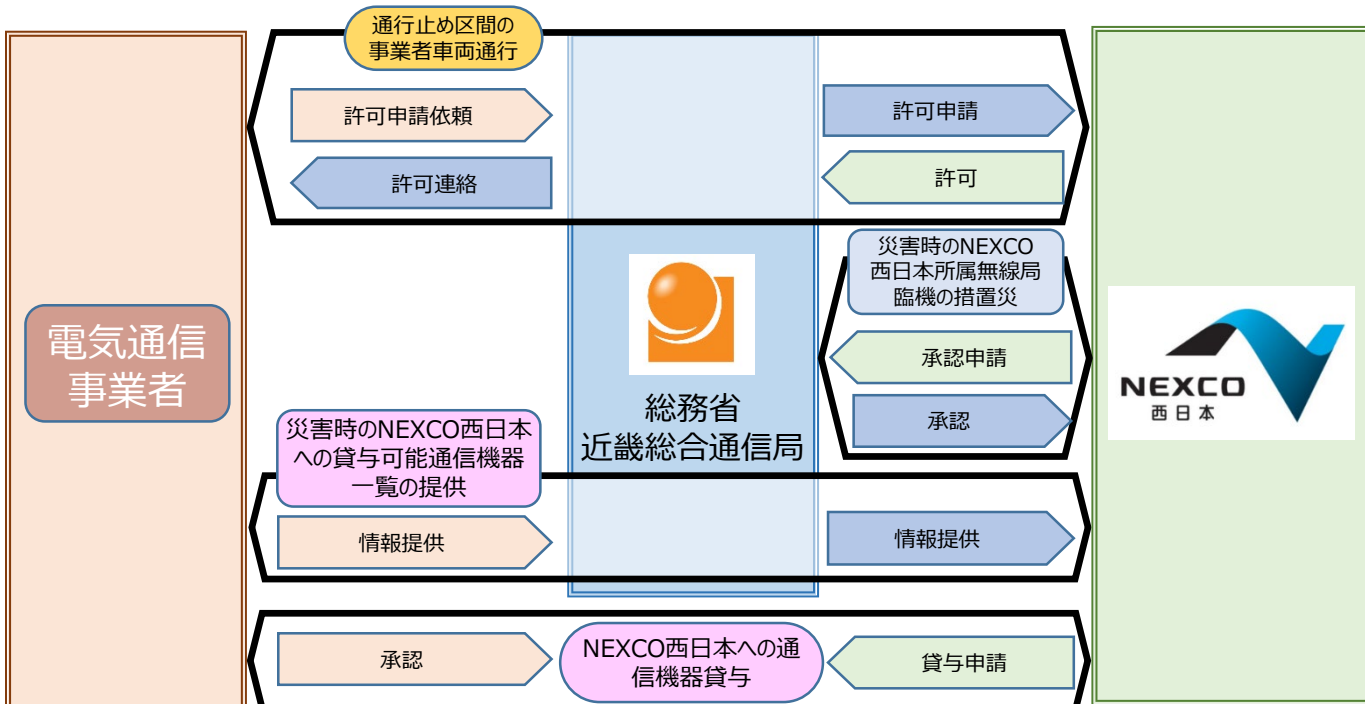 通行止め区間の
事業者車両通行
許可申請依頼
許可申請
許可連絡
許可
災害時のNEXCO
西日本所属無線局
臨機の措置災
電気通信
事業者
承認申請
NEXCO
西日本
総務省
近畿総合通信局
承認
災害時のNEXCO西日本
への貸与可能通信機器
一覧の提供
情報提供
情報提供
承認
NEXCO西日本への通
信機器貸与
貸与申請